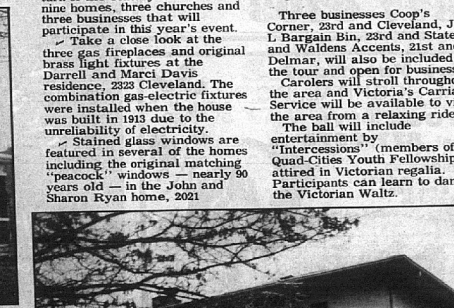 nine homes, three churches and
three businesses that will
participate in this year's event.
Take a close look at the
three gas fireplaces and original
brass light fixtures at the
Darrell and Marci Davis
residence, 2323 Cleveland. The
combination gas-electric fixtures
were installed when the house
was built in 1913 due to the
unreliability of electricity.
Stained glass windows are
featured in several of the homes
including the original matching
"peacock" windows — nearly 90
years old — in the John and
Sharon Ryan home, 2021
Three businesses Coop's
Corner, 23rd and Cleveland, J
L Bargain Bin, 23rd and State
and Waldens Accents, 21st and
Delmar, will also be included
the tour and open for business
Carolers will stroll through
the area and Victoria's Carria
Service will be available to vi
the area from a relaxing ride
The ball will include
entertainment by
"Intercessions" (members of
Quad-Cities Youth Fellowship
attired in Victorian regalia.
Participants can learn to dan
the Victorian Waltz.